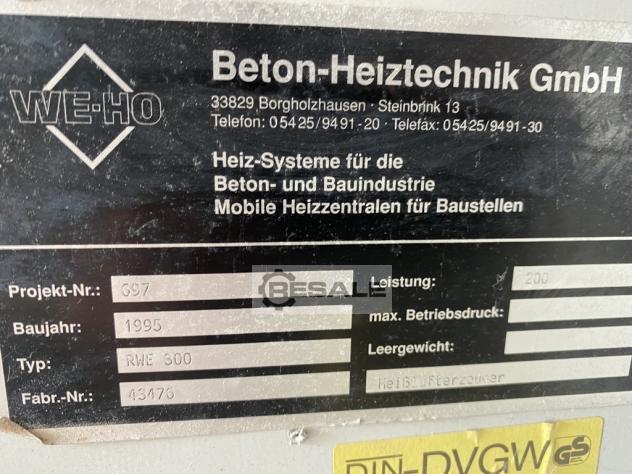 WE-HO
Beton-Heiztechnik GmbH
33829 Borgholzhausen · Steinbrink 13
Telefon: 05425/9491-20 · Telefax: 05425/9491-30
Heiz-Systeme für die
Beton- und Bauindustrie
Mobile Heizzentralen für Baustellen
Projekt-Nr.: 697
Leistung: 200
BESALE
Baujahr: 1995
max. Betriebsdruck:
Typ: RWE 300
Leergewicht:
Fabr.-Nr.: 43476
Heißlufterzeuger
DIN-DVGW GS